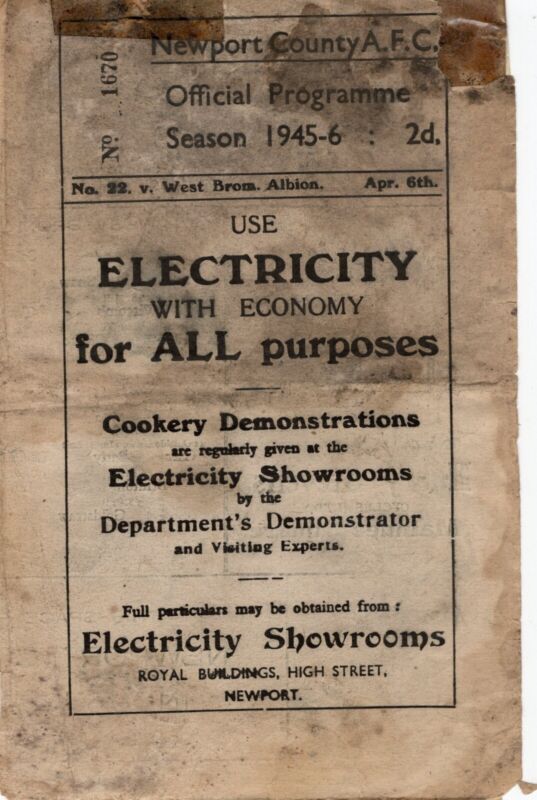 Newport County A.F.C.
Nº 1670
Official Programme
Season 1945-6 : 2d.
No. 22. v. West Brom. Albion. Apr. 6th.
USE
ELECTRICITY
WITH ECONOMY
for ALL purposes
Cookery Demonstrations
are regularly given at the
Electricity Showrooms
by the
Department's Demonstrator
and Visiting Experts.
Full particulars may be obtained from :
Electricity Showrooms
ROYAL BUILDINGS, HIGH STREET,
NEWPORT.